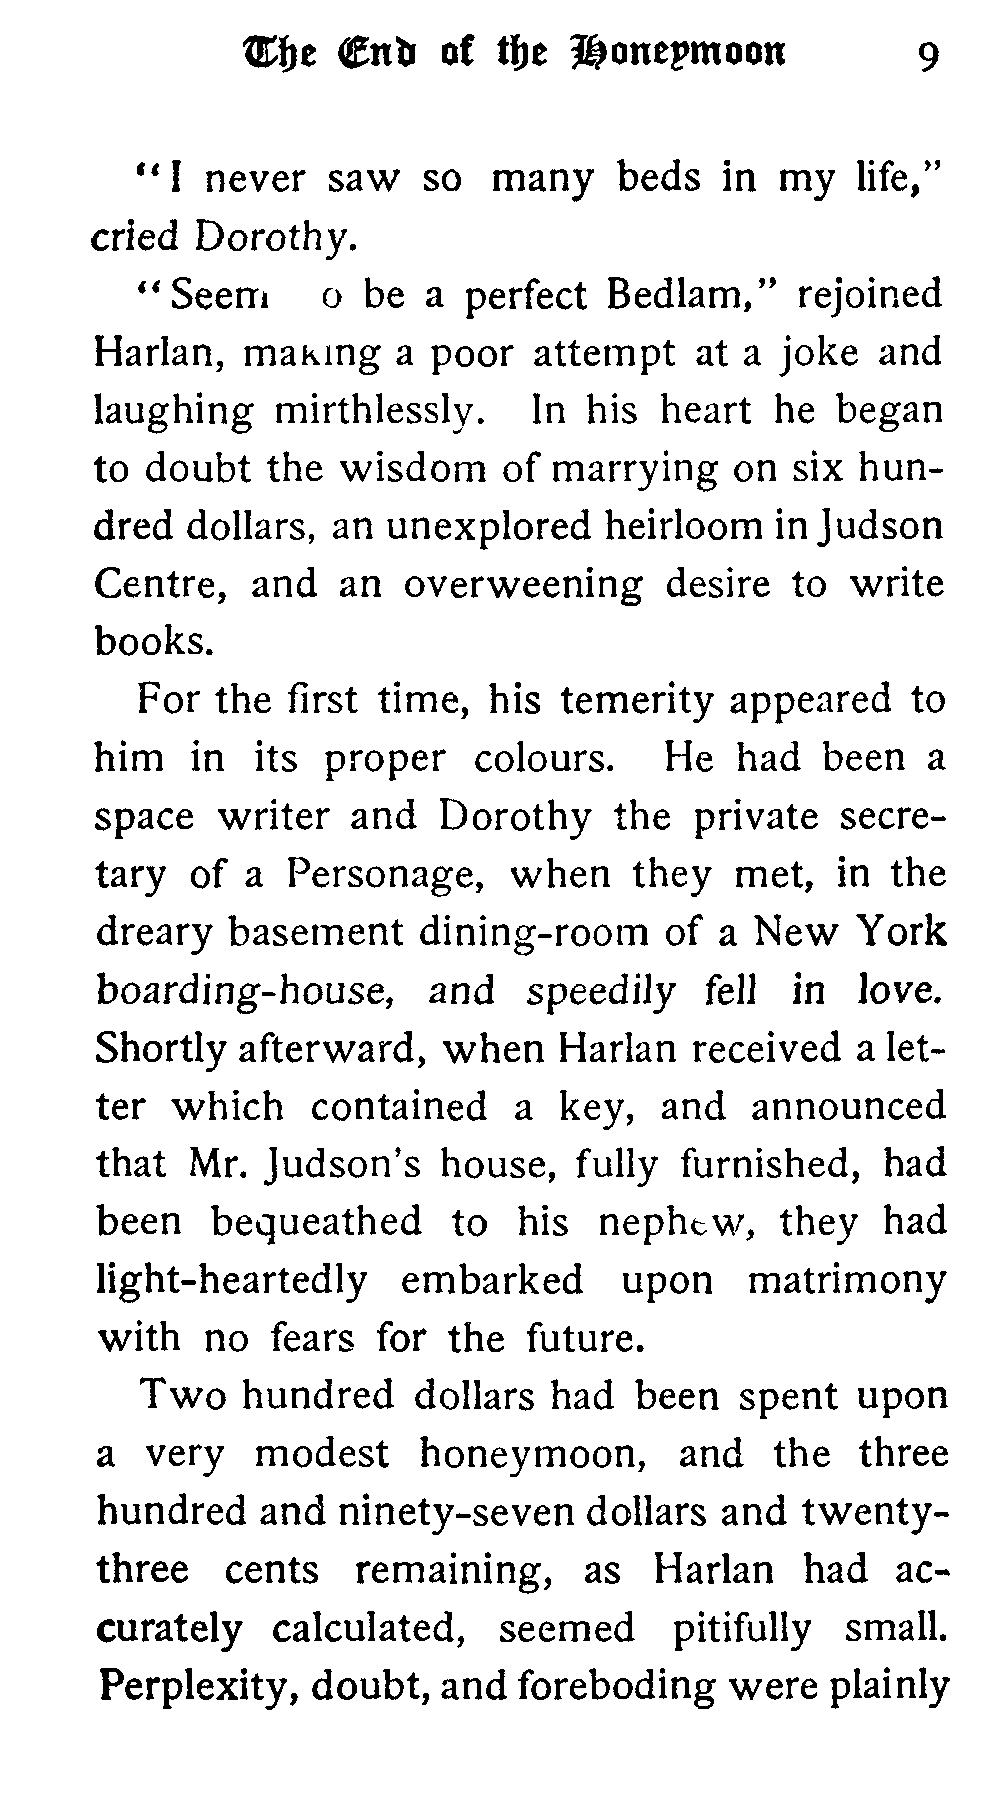 The End of the Honeymoon 9
"I never saw so many beds in my life,"
cried Dorothy.
"Seem o be a perfect Bedlam," rejoined
Harlan, making a poor attempt at a joke and
laughing mirthlessly. In his heart he began
to doubt the wisdom of marrying on six hun-
dred dollars, an unexplored heirloom in Judson
Centre, and an overweening desire to write
books.
For the first time, his temerity appeared to
him in its proper colours. He had been a
space writer and Dorothy the private secre-
tary of a Personage, when they met, in the
dreary basement dining-room of a New York
boarding-house, and speedily fell in love.
Shortly afterward, when Harlan received a let-
ter which contained a key, and announced
that Mr. Judson's house, fully furnished, had
been bequeathed to his nephew, they had
light-heartedly embarked upon matrimony
with no fears for the future.
Two hundred dollars had been spent upon
a very modest honeymoon, and the three
hundred and ninety-seven dollars and twenty-
three cents remaining, as Harlan had ac-
curately calculated, seemed pitifully small.
Perplexity, doubt, and foreboding were plainly